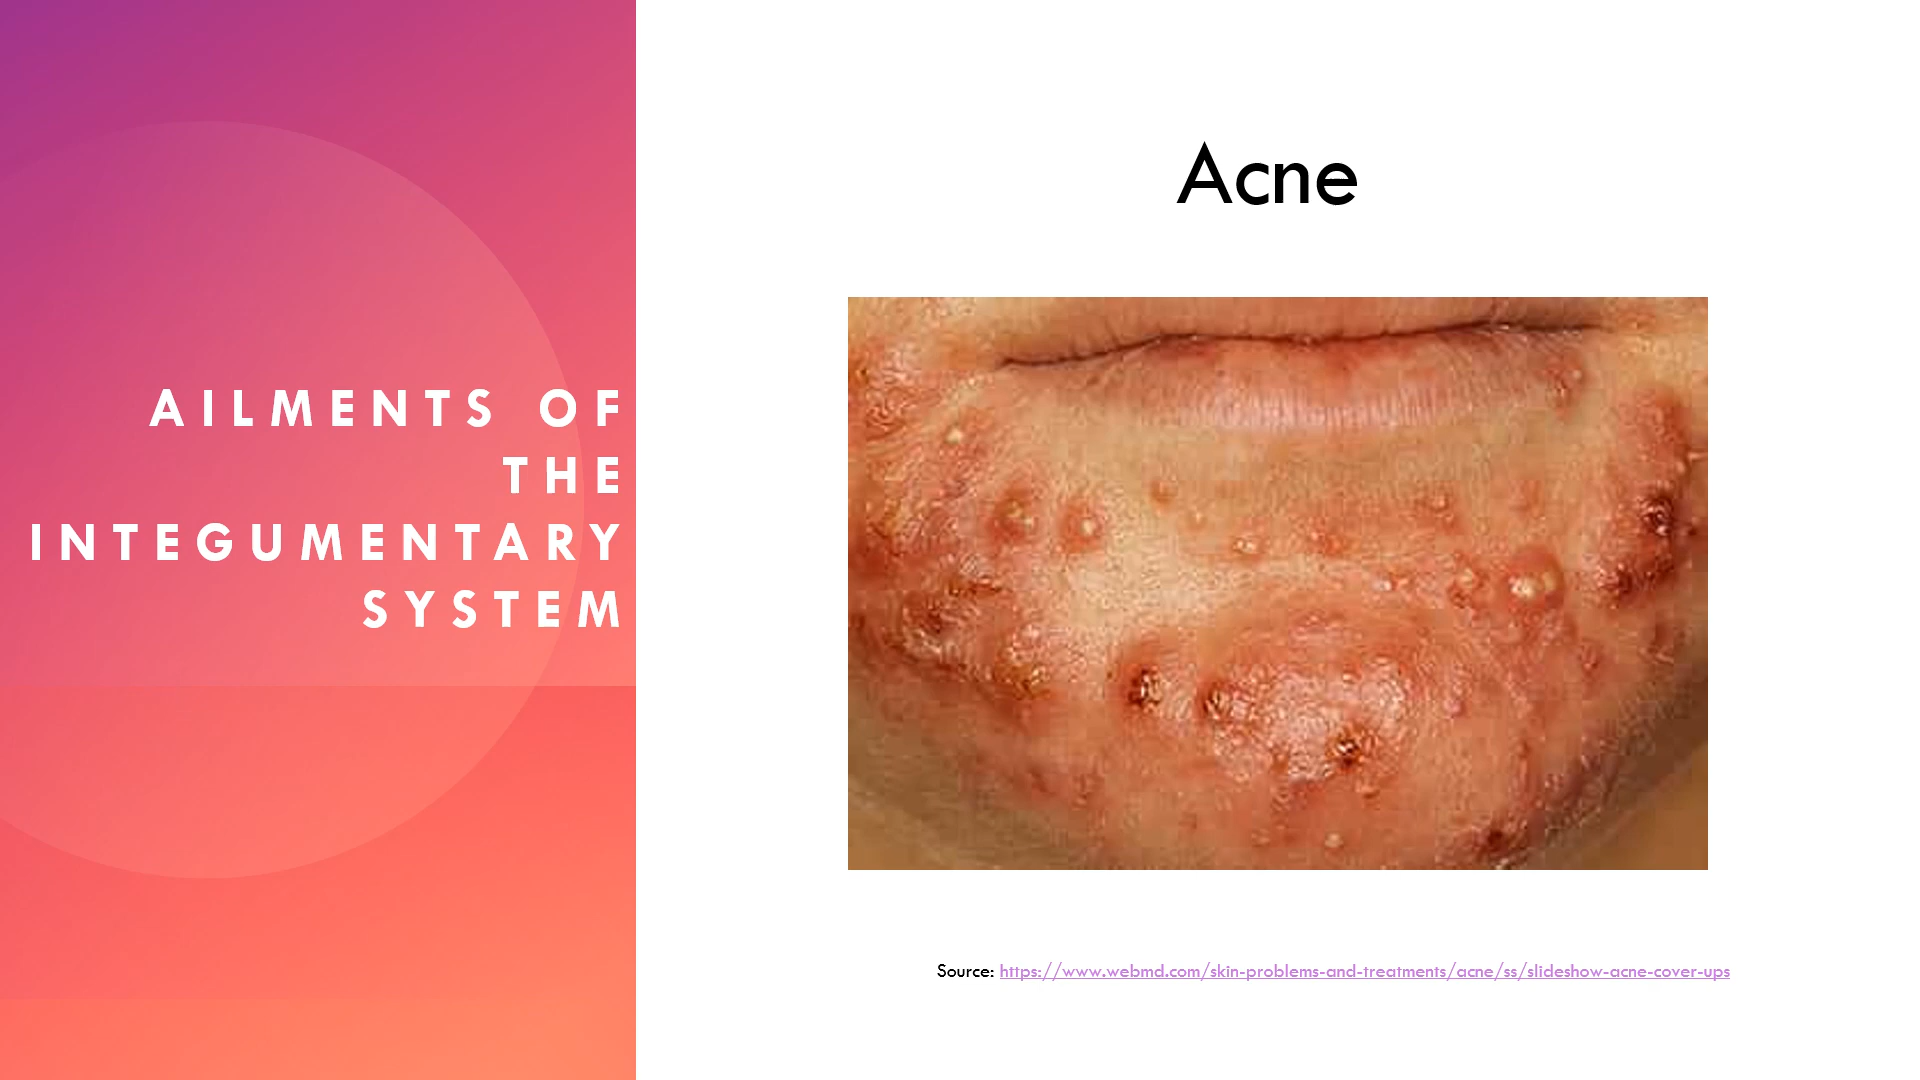 AILMENTS OF
THE
INTEGUMENTARY
SYSTEM
Acne
Source: https://www.webmd.com/skin-problems-and-treatments/acne/ss/slideshow-acne-cover-ups